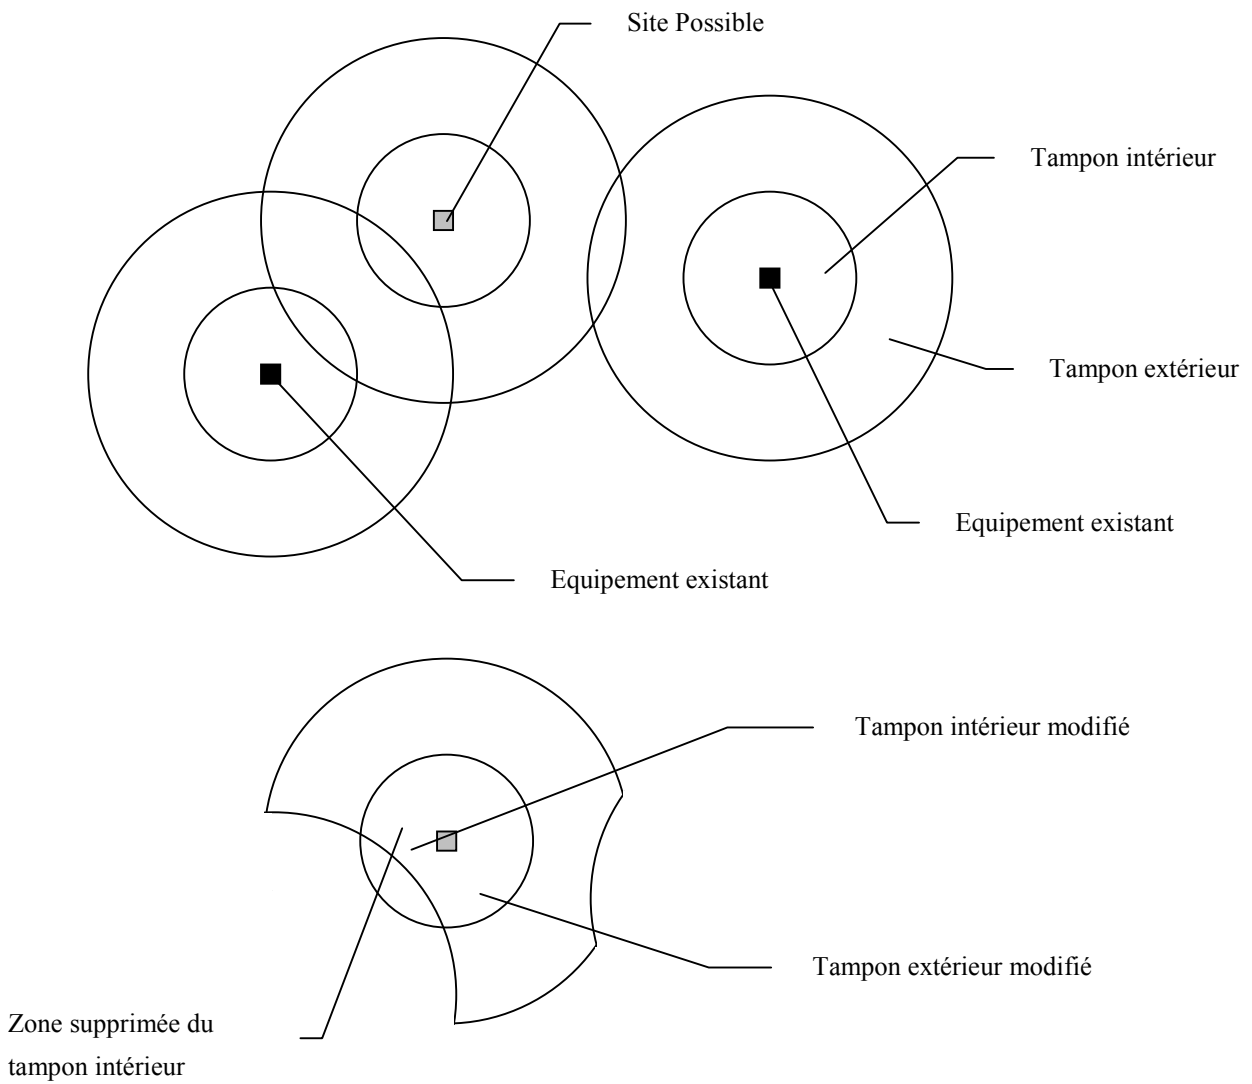 Site Possible
Tampon intérieur
Tampon extérieur
Equipement existant
Equipement existant
Tampon intérieur modifié
Tampon extérieur modifié
Zone supprimée du
tampon intérieur